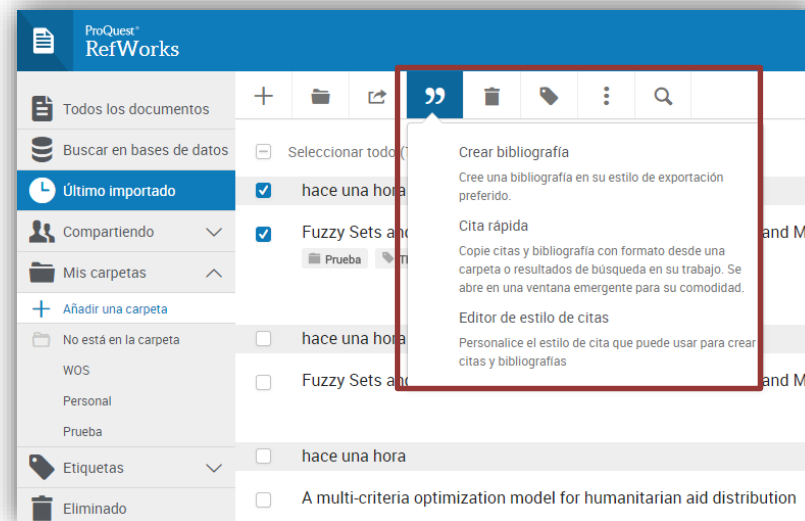 ProQuest®
RefWorks
Todos los documentos
Buscar en bases de datos
Último importado
Compartiendo
Mis carpetas
Añadir una carpeta
No está en la carpeta
WOS
Personal
Prueba
Etiquetas
Eliminado
Seleccionar todo
hace una hora
Fuzzy Sets and
and M
Prueba
hace una hora
Fuzzy Sets and
and M
hace una hora
A multi-criteria optimization model for humanitarian aid distribution
Crear bibliografía
Cree una bibliografía en su estilo de exportación
preferido.
Cita rápida
Copie citas y bibliografía con formato desde una
carpeta o resultados de búsqueda en su trabajo. Se
abre en una ventana emergente para su comodidad.
Editor de estilo de citas
Personalice el estilo de cita que puede usar para crear
citas y bibliografías